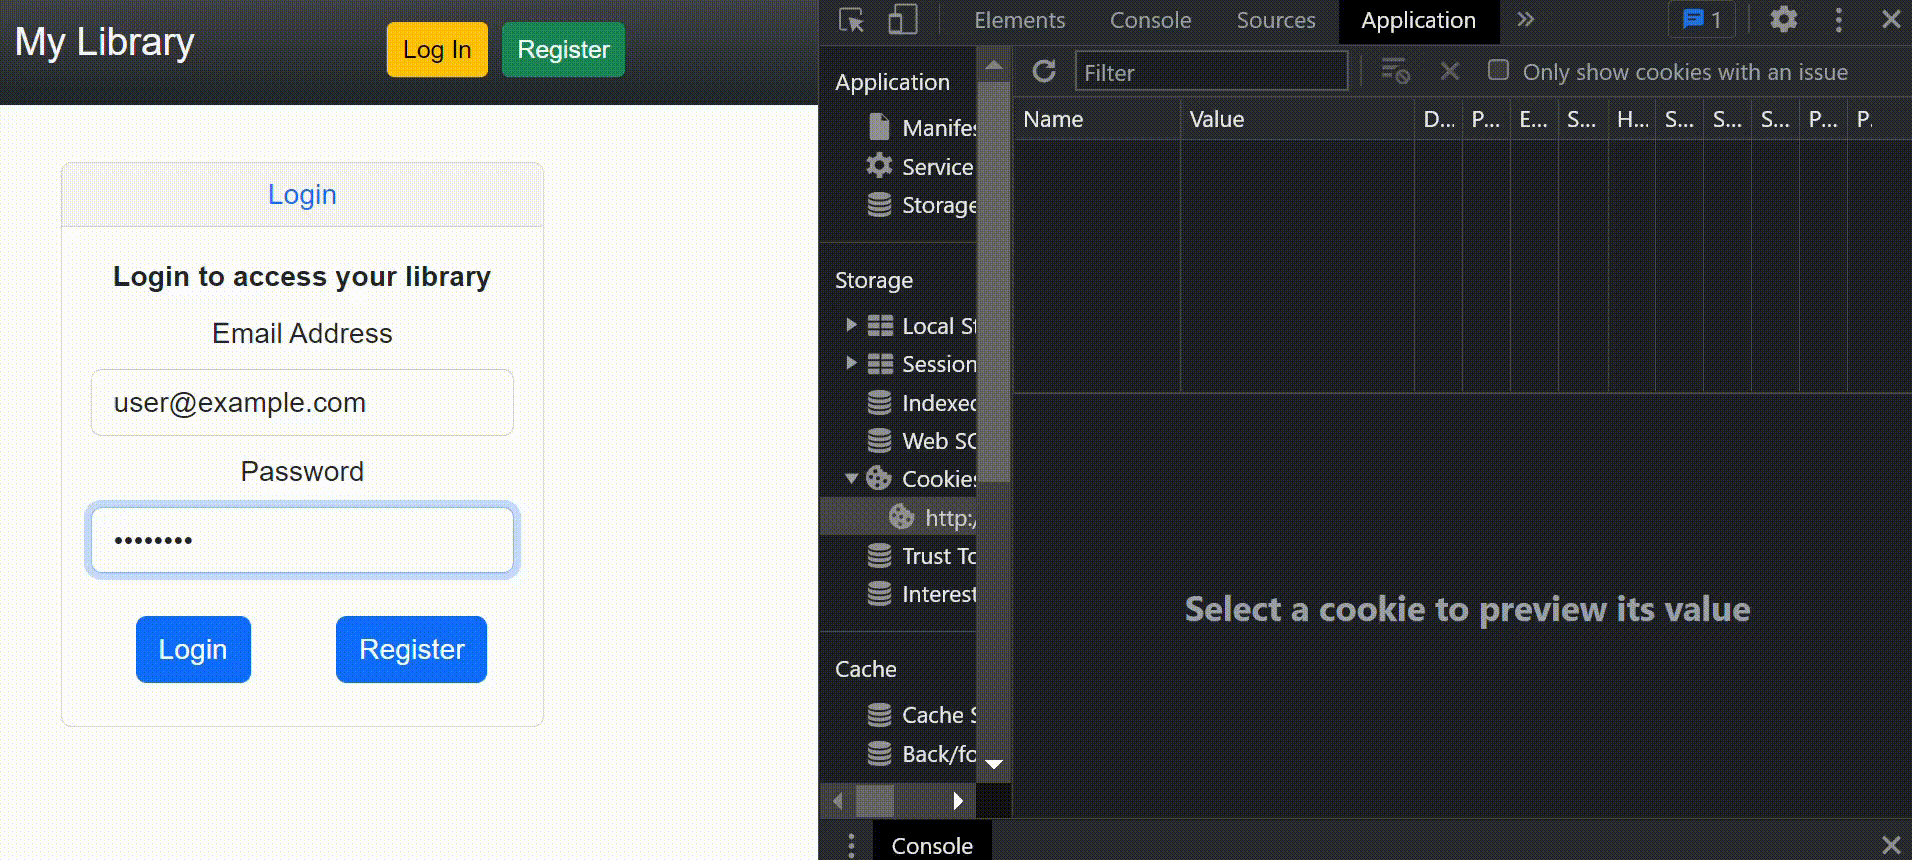 My Library
Log In
Register
Login
Login to access your library
Email Address
user@example.com
Password
••••••••
Login
Register
Elements
Console
Sources
Application
1
Application
Manifes
Service
Storage
Storage
Local St
Session
Indexed
Web SQ
Cookies
http:/
Trust To
Interest
Cache
Cache S
Back/fo
Filter
Only show cookies with an issue
Name
Value
D...
P...
E...
S...
H...
S...
S...
S...
P...
P.
Select a cookie to preview its value
Console